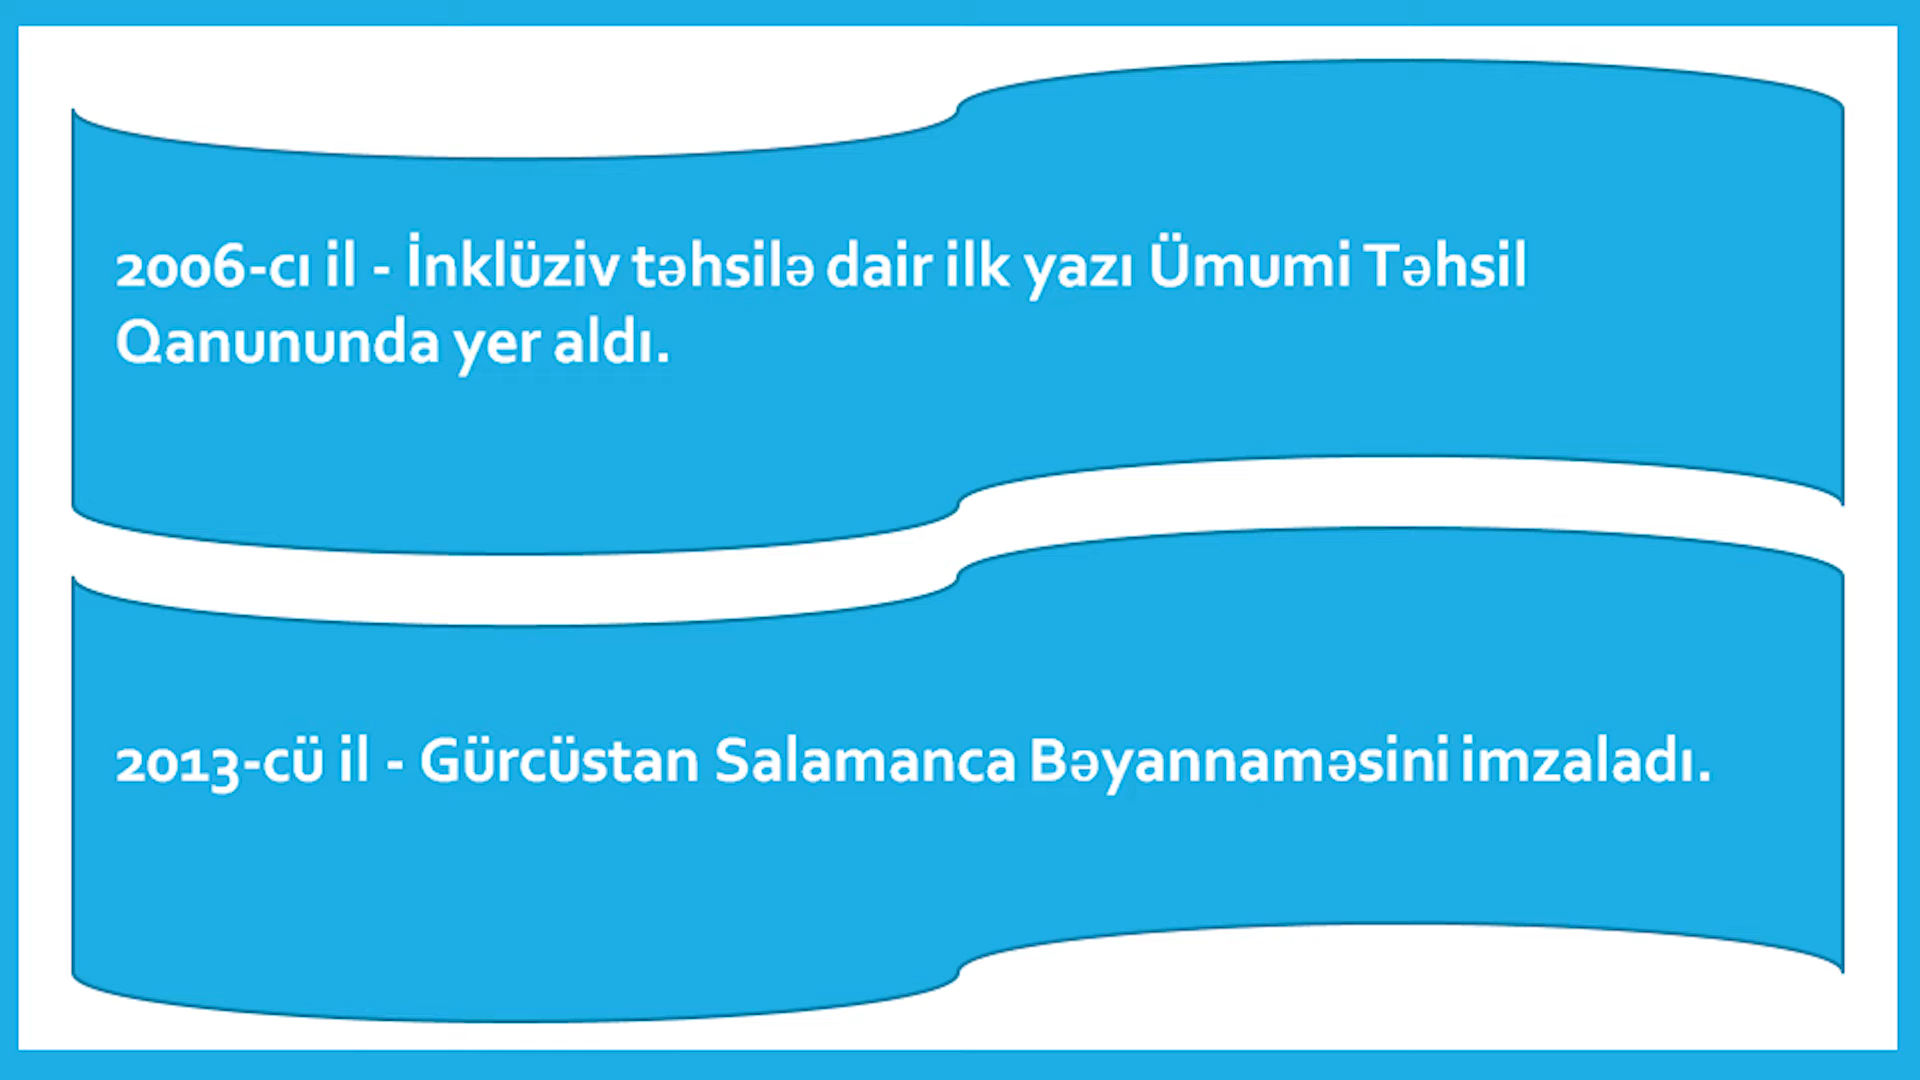 2006-cı il - İnklüziv təhsilə dair ilk yazı Ümumi Təhsil
Qanununda yer aldı.
2013-cü il - Gürcüstan Salamanca Bəyannaməsini imzaladı.